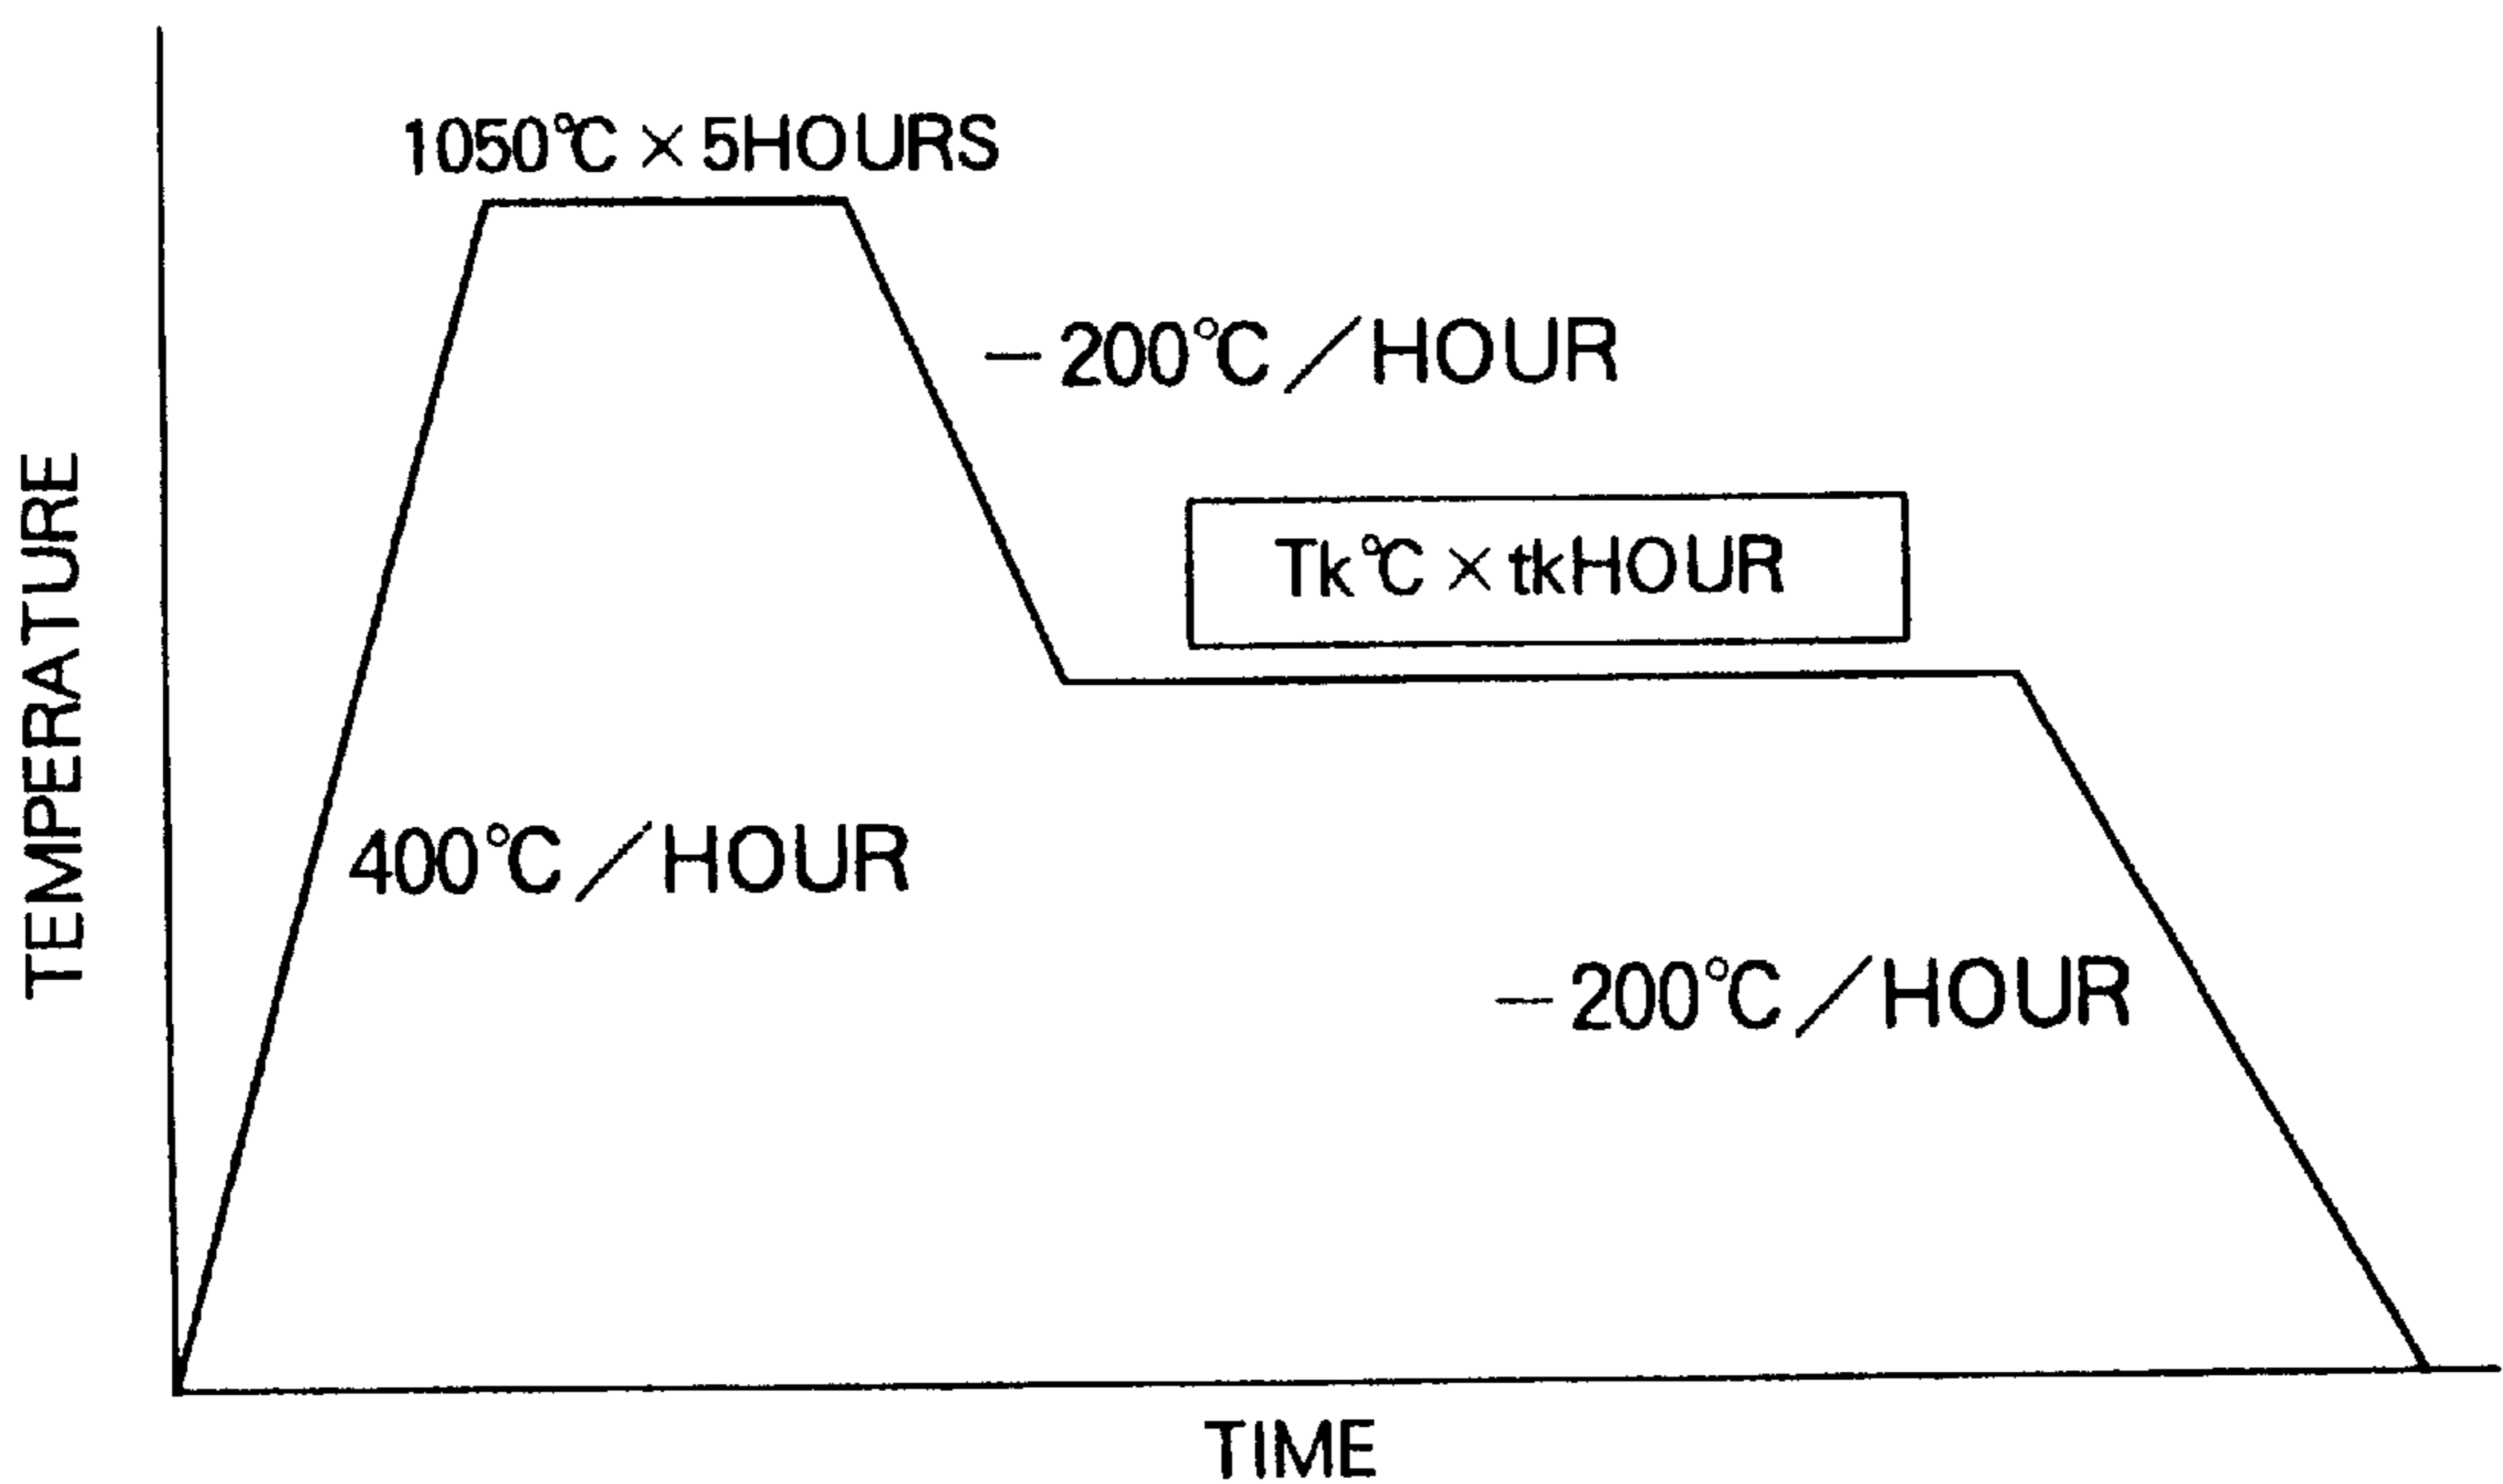 1050℃ × 5HOURS
−200℃/HOUR
Tk℃ × tkHOUR
400℃/HOUR
−200℃/HOUR
TEMPERATURE
TIME